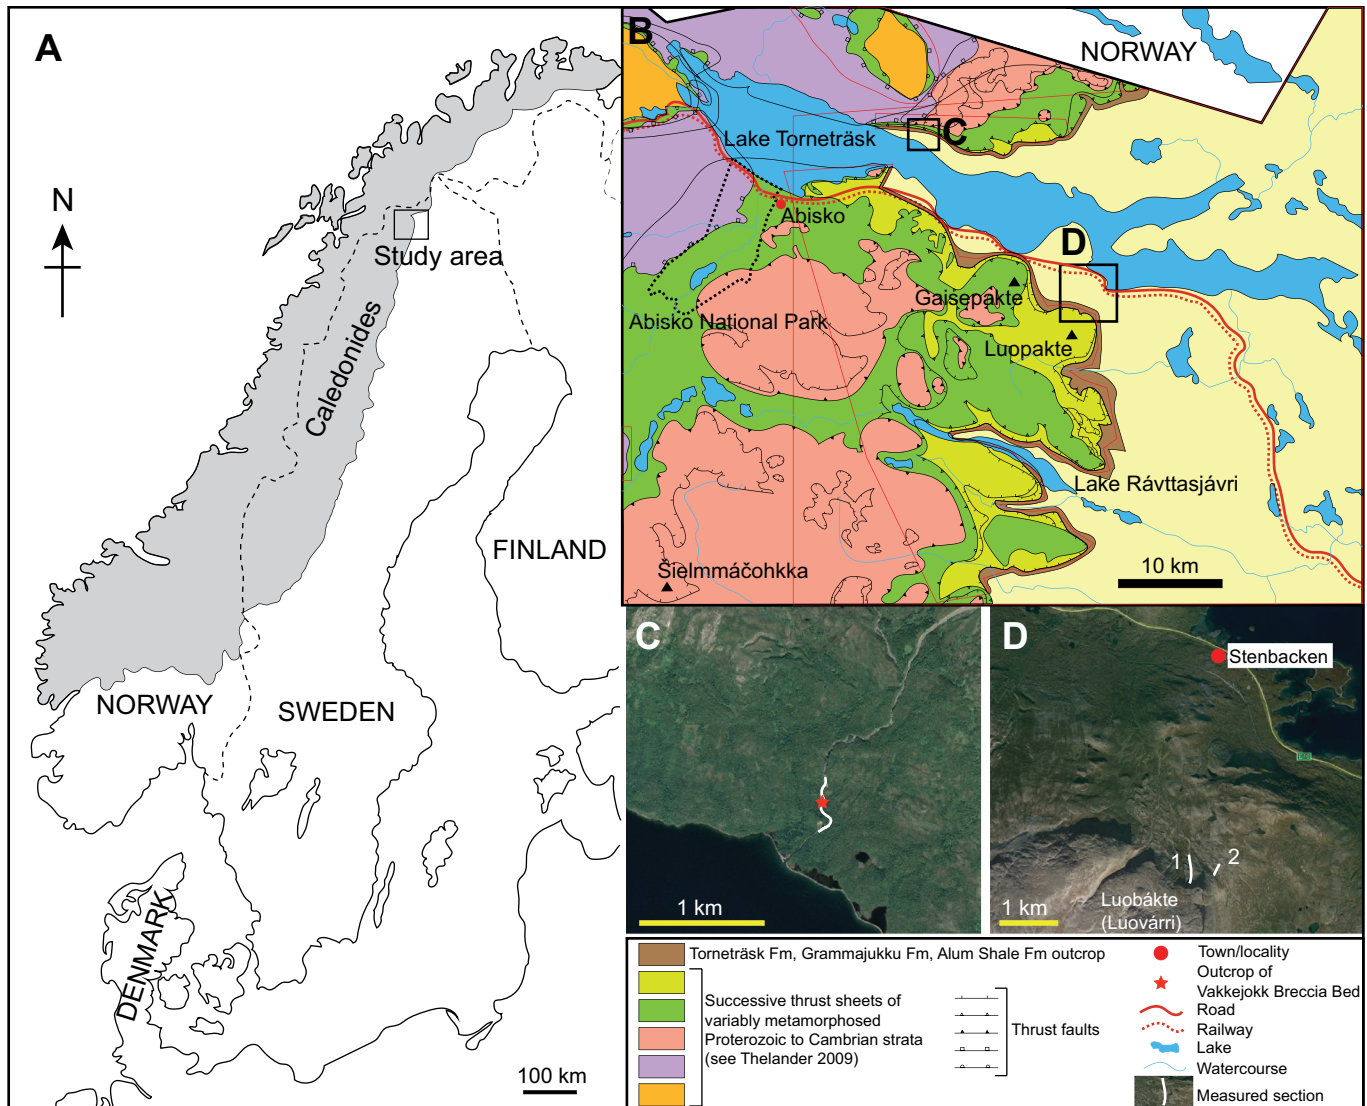 A
N
Study area
Caledonides
FINLAND
NORWAY
SWEDEN
DENMARK
100 km
B
NORWAY
Lake Torneträsk
C
Abisko
D
Gaisepakte
Abisko National Park
Luopakte
Lake Rávttasjávri
Šielmmáčohkka
10 km
C
1 km
D
Stenbacken
1
2
Luobákte
(Luovárri)
1 km
Torneträsk Fm, Grammajukku Fm, Alum Shale Fm outcrop
Successive thrust sheets of
variably metamorphosed
Proterozoic to Cambrian strata
(see Thelander 2009)
Thrust faults
Town/locality
Outcrop of
Vakkejokk Breccia Bed
Road
Railway
Lake
Watercourse
Measured section